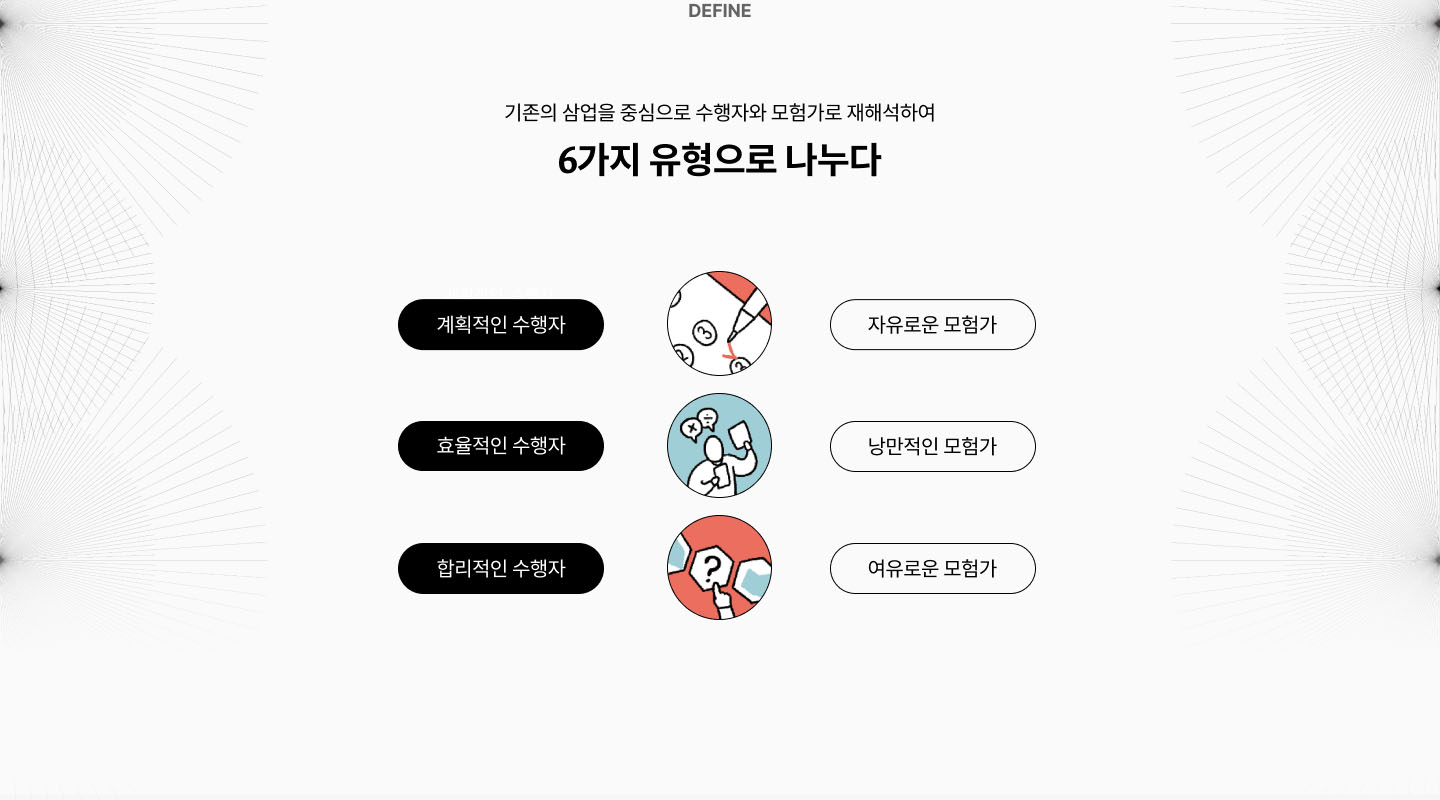 DEFINE
기존의 삼업을 중심으로 수행자와 모험가로 재해석하여
6가지 유형으로 나누다
계획적인 수행자
자유로운 모험가
효율적인 수행자
낭만적인 모험가
합리적인 수행자
여유로운 모험가
3
?